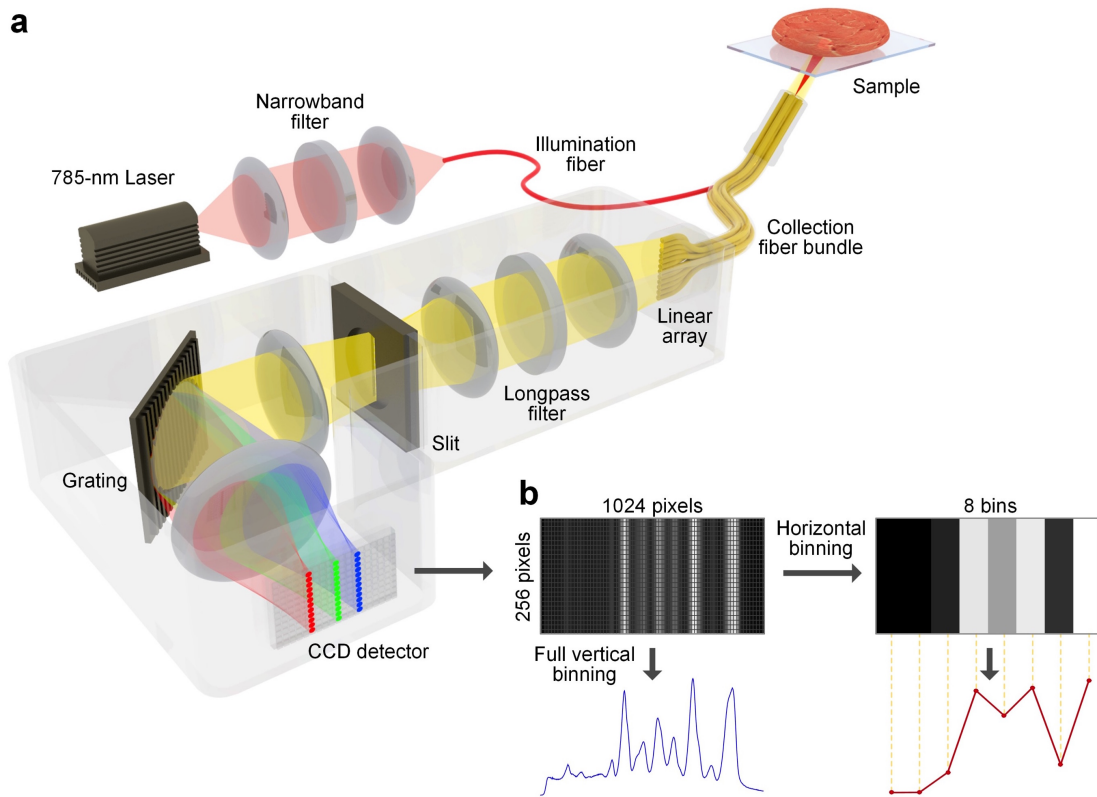 a
Sample
Narrowband
filter
Illumination
fiber
785-nm Laser
Collection
fiber bundle
Linear
array
Longpass
filter
Slit
Grating
CCD detector
b
1024 pixels
8 bins
256 pixels
Horizontal
binning
Full vertical
binning